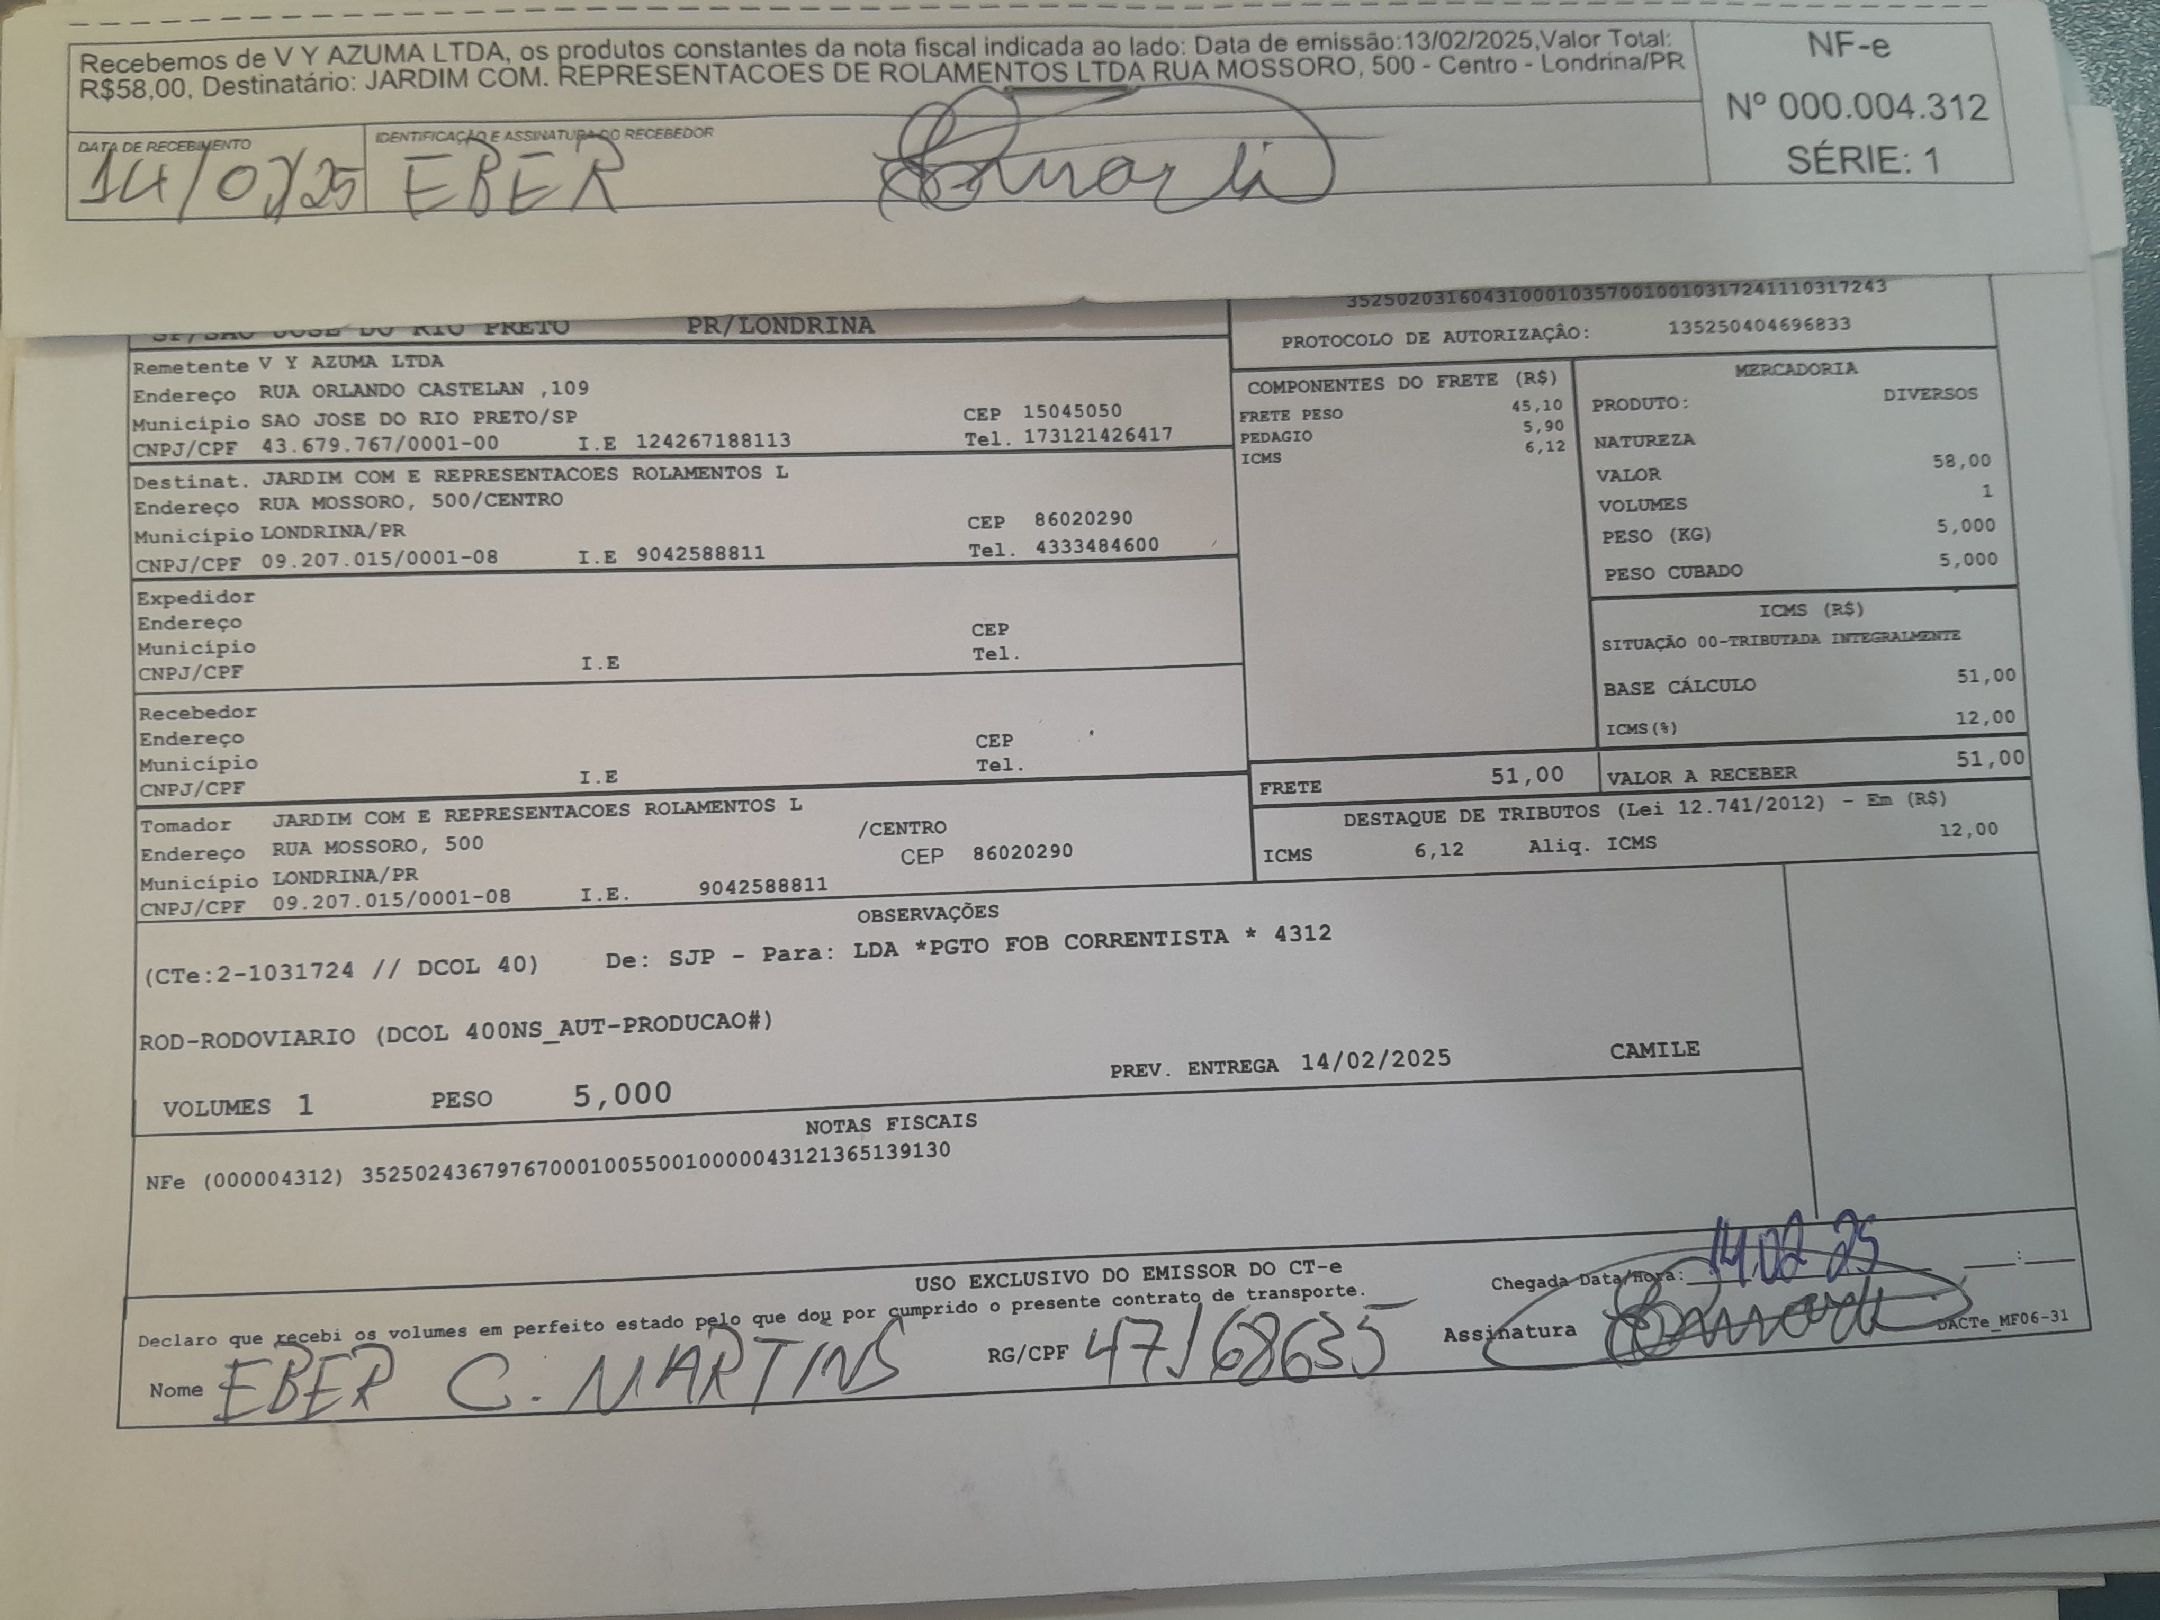 Recebemos de V Y AZUMA LTDA, os produtos constantes da nota fiscal indicada ao lado: Data de emissão:13/02/2025,Valor Total:
R$58,00, Destinatário: JARDIM COM. REPRESENTACOES DE ROLAMENTOS LTDA RUA MOSSORO, 500 - Centro - Londrina/PR
NF-e
Nº 000.004.312
SÉRIE: 1
DATA DE RECEBIMENTO
14/02/25
IDENTIFICAÇÃO E ASSINATURA DO RECEBEDOR
EBER
SP/SAO JOSE DO RIO PRETO PR/LONDRINA
35250203160431000103570010010317241110317243
PROTOCOLO DE AUTORIZAÇÂO: 135250404696833
Remetente V Y AZUMA LTDA
Endereço RUA ORLANDO CASTELAN ,109
Município SAO JOSE DO RIO PRETO/SP CEP 15045050
CNPJ/CPF 43.679.767/0001-00 I.E 124267188113 Tel. 173121426417
Destinat. JARDIM COM E REPRESENTACOES ROLAMENTOS L
Endereço RUA MOSSORO, 500/CENTRO
Município LONDRINA/PR CEP 86020290
CNPJ/CPF 09.207.015/0001-08 I.E 9042588811 Tel. 4333484600
Expedidor
Endereço
Município CEP
CNPJ/CPF I.E Tel.
Recebedor
Endereço
Município CEP
CNPJ/CPF I.E Tel.
Tomador JARDIM COM E REPRESENTACOES ROLAMENTOS L
Endereço RUA MOSSORO, 500 /CENTRO
Município LONDRINA/PR CEP 86020290
CNPJ/CPF 09.207.015/0001-08 I.E. 9042588811
COMPONENTES DO FRETE (R$)
FRETE PESO 45,10
PEDAGIO 5,90
ICMS 6,12
MERCADORIA
PRODUTO: DIVERSOS
NATUREZA
VALOR 58,00
VOLUMES 1
PESO (KG) 5,000
PESO CUBADO 5,000
ICMS (R$)
SITUAÇÃO 00-TRIBUTADA INTEGRALMENTE
BASE CÁLCULO 51,00
ICMS(%) 12,00
FRETE 51,00 VALOR A RECEBER 51,00
DESTAQUE DE TRIBUTOS (Lei 12.741/2012) - Em (R$)
ICMS 6,12 Aliq. ICMS 12,00
OBSERVAÇÕES
(CTe:2-1031724 // DCOL 40) De: SJP - Para: LDA *PGTO FOB CORRENTISTA * 4312
ROD-RODOVIARIO (DCOL 400NS_AUT-PRODUCAO#)
VOLUMES 1 PESO 5,000 PREV. ENTREGA 14/02/2025 CAMILE
NOTAS FISCAIS
NFe (000004312) 35250243679767000100550010000043121365139130
USO EXCLUSIVO DO EMISSOR DO CT-e
Declaro que recebi os volumes em perfeito estado pelo que dou por cumprido o presente contrato de transporte.
Chegada Data/Hora: 14.02 25 ___:___
Nome EBER C. MARTINS RG/CPF 47168635 Assinatura
DACTe_MF06-31